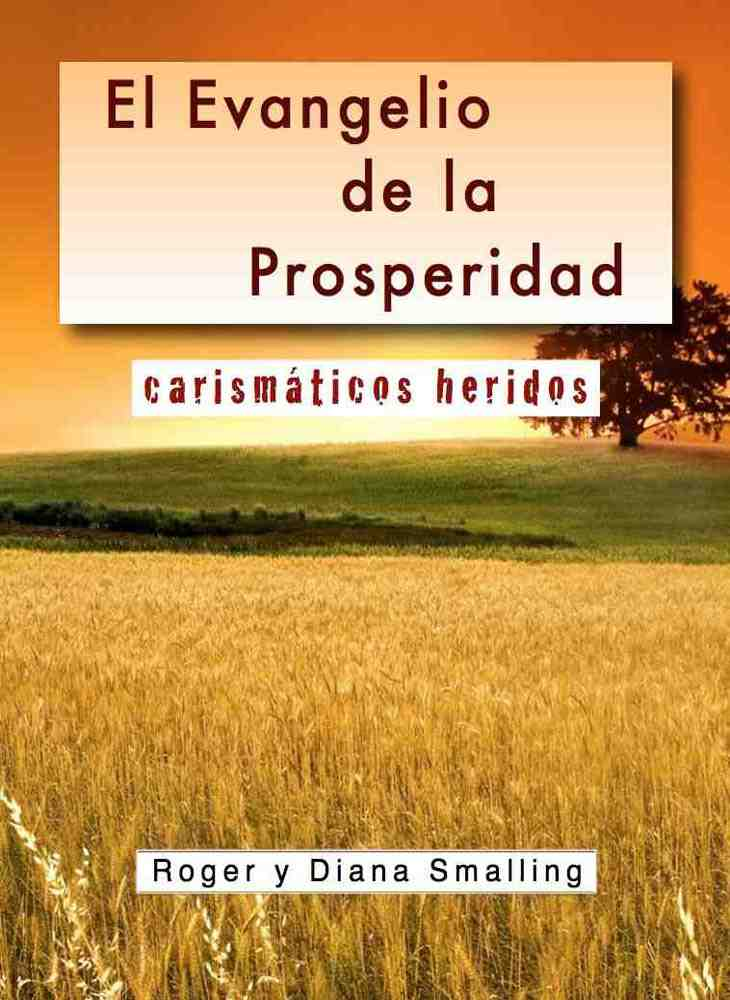 El Evangelio
de la
Prosperidad
carismáticos heridos
Roger y Diana Smalling